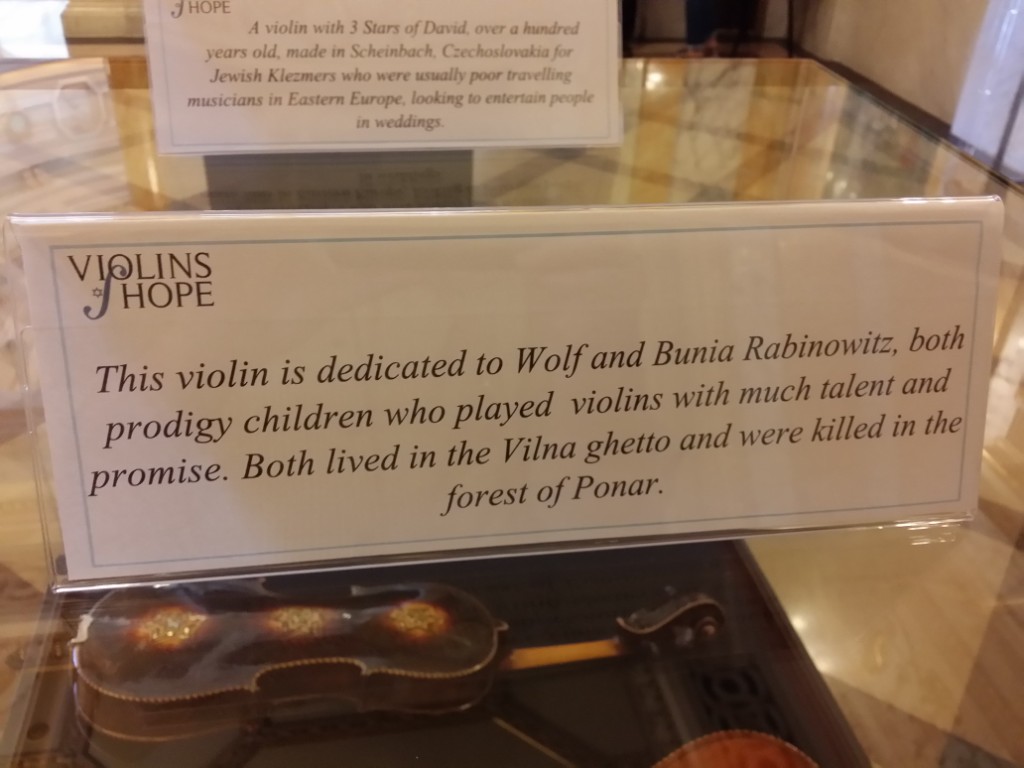 HOPE
A violin with 3 Stars of David, over a hundred
years old, made in Scheinbach, Czechoslovakia for
Jewish Klezmers who were usually poor travelling
musicians in Eastern Europe, looking to entertain people
in weddings.
VIOLINS
HOPE
This violin is dedicated to Wolf and Bunia Rabinowitz, both
prodigy children who played violins with much talent and
promise. Both lived in the Vilna ghetto and were killed in the
forest of Ponar.